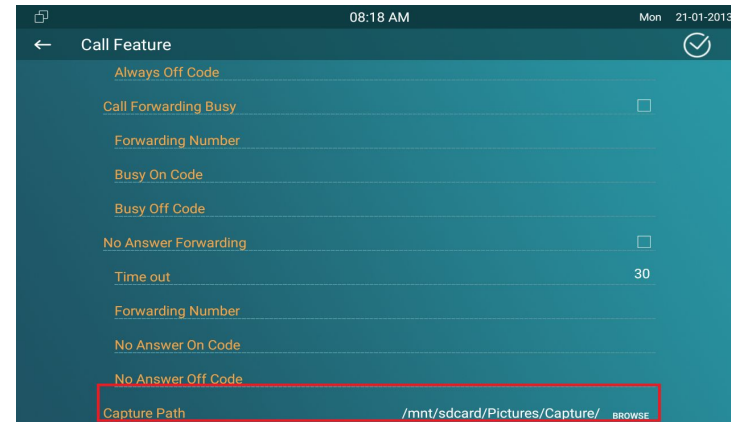 08:18 AM Mon 21-01-2013
Call Feature
Always Off Code
Call Forwarding Busy
Forwarding Number
Busy On Code
Busy Off Code
No Answer Forwarding
Time out 30
Forwarding Number
No Answer On Code
No Answer Off Code
Capture Path /mnt/sdcard/Pictures/Capture/ BROWSE